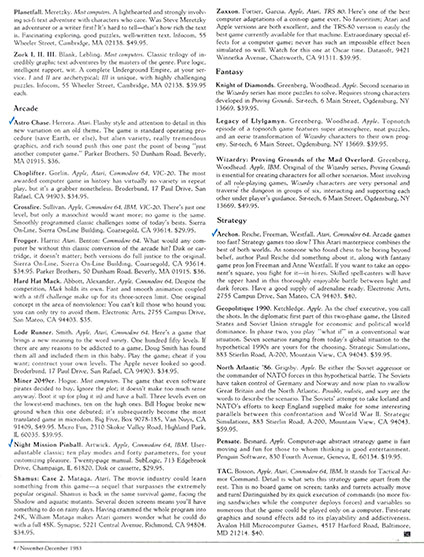 Planetfall. Meretzky. Most computers. A lighthearted and strongly involv-
ing sci-fi text adventure with characters who care. Was Steve Meretzky
an adventurer or a writer first? It's hard to tell—that's how rich the text
is. Fascinating exploring, good puzzles, well-written text. Infocom, 55
Wheeler Street, Cambridge, MA 02138. $49.95.
Zork I, II, III. Blank, Lebling. Most computers. Classic trilogy of in-
credibly graphic text adventures by the masters of the genre. Pure logic,
intelligent rapport, wit. A complete Underground Empire, at your ser-
vice. I and II are archetypical; III is unique, with highly challenging
puzzles. Infocom, 55 Wheeler Street, Cambridge, MA 02138. $39.95
each.
Arcade
Astro Chase. Herrera. Atari. Flashy style and attention to detail in this
new variation on an old theme. The game is standard operating pro-
cedure (save Earth, or else), but alien variety, really tremendous
graphics, and rich sound push this one past the point of being "just
another computer game." Parker Brothers, 50 Dunham Road, Beverly,
MA 01915. $36.
Choplifter. Gorlin. Apple, Atari, Commodore 64, VIC-20. The most
awarded computer game in history has virtually no variety in repeat
play, but it's a grabber nonetheless. Broderbund, 17 Paul Drive, San
Rafael, CA 94903. $34.95.
Crossfire. Sullivan. Apple, Commodore 64, IBM, VIC-20. There's just one
level, but only a nonachiest would want more; no game is the same.
Smoothly programmed classic challenges some of today's bests. Sierra
On-Line, Sierra On-Line Building, Coarsegold, CA 93614. $29.95.
Frogger. Harris: Atari. Benton: Commodore 64. What would any com-
puter be without this classic conversion of the arcade hit? Disk or car-
tridge, it doesn't matter; both versions do full justice to the original.
Sierra On-Line, Sierra On-Line Building, Coarsegold, CA 93614.
$34.95. Parker Brothers, 50 Dunham Road, Beverly, MA 01915. $36.
Hard Hat Mack. Abbott, Alexander. Apple, Commodore 64. Despite the
competition, Mack holds its own. Fast and smooth animation coupled
with a stiff challenge make up for its three-screen limit. One original
concept in the area of nonviolence: You can't kill those who hound you;
you can only try to avoid them. Electronic Arts, 2755 Campus Drive,
San Mateo, CA 94403. $35.
Lode Runner. Smith. Apple, Atari, Commodore 64. Here's a game that
brings a new meaning to the word variety. One hundred fifty levels. If
there are any reasons to be addicted to a game, Doug Smith has found
them all and included them in this baby. Play the game; cheat if you
want; construct your own levels. The Apple never looked so good.
Broderbund, 17 Paul Drive, San Rafael, CA 94903. $34.95.
Miner 2049er. Hogue. Most computers. The game that even software
pirates decided to buy. Ignore the plot; it doesn't make too much sense
anyway. Boot it up (or plug it in) and have a ball. Three levels even on
the lowest-end machines, ten on the high ones. Bill Hogue broke new
ground when this one debuted; it's subsequently become the most
translated game in microdom. Big Five, Box 9078-185, Van Nuys, CA
91409, $49.95. Micro Fun, 2510 Skokie Valley Road, Highland Park,
IL 60035. $39.95.
Night Mission Pinball. Artwick. Apple, Commodore 64, IBM. User-
adjustable classic; ten play modes and forty parameters, for your
customizing pleasure. Twenty-page manual. SubLogic, 713 Edgebrook
Drive, Champaign, IL 61820. Disk or cassette, $29.95.
Shamus: Case 2. Mataga. Atari. The movie industry could learn
something from this game—a sequel that surpasses the extremely
popular original. Shamus is back in the same survival game, facing the
Shadow and aquatic mutants. Several dozen screens mean you'll have
something to do on rainy days. Having crammed the whole program into
24K, William Mataga makes Atari gamers wonder what he could do
with a full 48K. Synapse, 5221 Central Avenue, Richmond, CA 94804.
$34.95.
Zaxxon. Fortier, Garcia. Apple, Atari, TRS 80. Here's one of the best
computer adaptations of a coin-op game ever. No favoritism; Atari and
Apple versions are both excellent, and the TRS-80 version is easily the
best game currently available for that machine. Extraordinary special ef-
fects for a computer game; never has such an impossible effect been
simulated so well. Watch for this one at Oscar time. Datasoft, 9421
Winnetka Avenue, Chatsworth, CA 91311. $39.95.
Fantasy
Knight of Diamonds. Greenberg, Woodhead. Apple. Second scenario in
the Wizardry series has more puzzles to solve. Requires strong characters
developed in Proving Grounds. Sir-tech, 6 Main Street, Ogdensburg, NY
13669. $39.95.
Legacy of Llylgamyn. Greenberg, Woodhead. Apple. Topnotch
episode of a topnotch game features super atmosphere, neat puzzles,
and an eerie transformation of Wizardry characters to their own prog-
eny. Sir-tech, 6 Main Street, Ogdensburg, NY 13669. $39.95.
Wizardry: Proving Grounds of the Mad Overlord. Greenberg,
Woodhead. Apple, IBM. Original of the Wizardry series, Proving Grounds
is essential for creating characters for all other scenarios. Most involving
of all role-playing games, Wizardry characters are very personal and
traverse the dungeon in groups of six, interacting and supporting each
other under player's guidance. Sir-tech, 6 Main Street, Ogdensburg, NY
13669. $49.95.
Strategy
Archon. Reiche, Freeman, Westfall. Atari, Commodore 64. Arcade games
too fast? Strategy games too slow? This Atari masterpiece combines the
best of both worlds. As someone who found chess to be boring beyond
belief, author Paul Reiche did something about it, along with fantasy
game pros Jon Freeman and Anne Westfall. If you want to take an oppo-
nent's square, you fight for it—in hires. Skilled spell-casters will have
the upper hand in this thoroughly enjoyable battle between light and
dark forces. Have a good supply of adrenaline ready. Electronic Arts,
2755 Campus Drive, San Mateo, CA 94403. $40.
Geopolitique 1990. Ketchledge. Apple. As the chief executive, you call
the shots. In the diplomatic first part of this two-phase game, the United
States and Soviet Union struggle for economic and political world
dominance. In phase two, you play "what if" in a conventional war
situation. Seven scenarios ranging from today's global situation to the
hypothetical 1990s are yours for the choosing. Strategic Simulations,
883 Stierlin Road, A-200, Mountain View, CA 94043. $39.95.
North Atlantic '86. Grigsby. Apple. Be either the Soviet aggressor or
the commander of NATO forces in this hypothetical battle. The Soviets
have taken control of Germany and Norway and now plan to swallow
Great Britain and the North Atlantic. Possible, realistic, and scary are the
words to describe the scenario. The Soviets' attempt to take Iceland and
NATO's efforts to keep England supplied make for some interesting
parallels between this confrontation and World War II. Strategic
Simulations, 883 Stierlin Road, A-200, Mountain View, CA 94043.
$59.95.
Pensate. Besnard. Apple. Computer-age abstract strategy game is fast
moving and fun for those to whom thinking is good entertainment.
Penguin Software, 830 Fourth Avenue, Geneva, IL 60134. $19.95.
TAC. Bosson. Apple, Atari, Commodore 64, IBM. It stands for Tactical Ar-
mor Command. Detail is what sets this strategy game apart from the
rest. This is no board game on screen; tanks and turrets actually move
and turn! Distinguished by its quick execution of commands (no more fix-
ing sandwiches while the computer deploys forces) and variables so
numerous that the game could be played only on a computer. First-rate
graphics and sound effects add to its playability and addictiveness.
Avalon Hill Microcomputer Games, 4517 Harford Road, Baltimore,
MD 21214. $40.
4 / November-December 1983